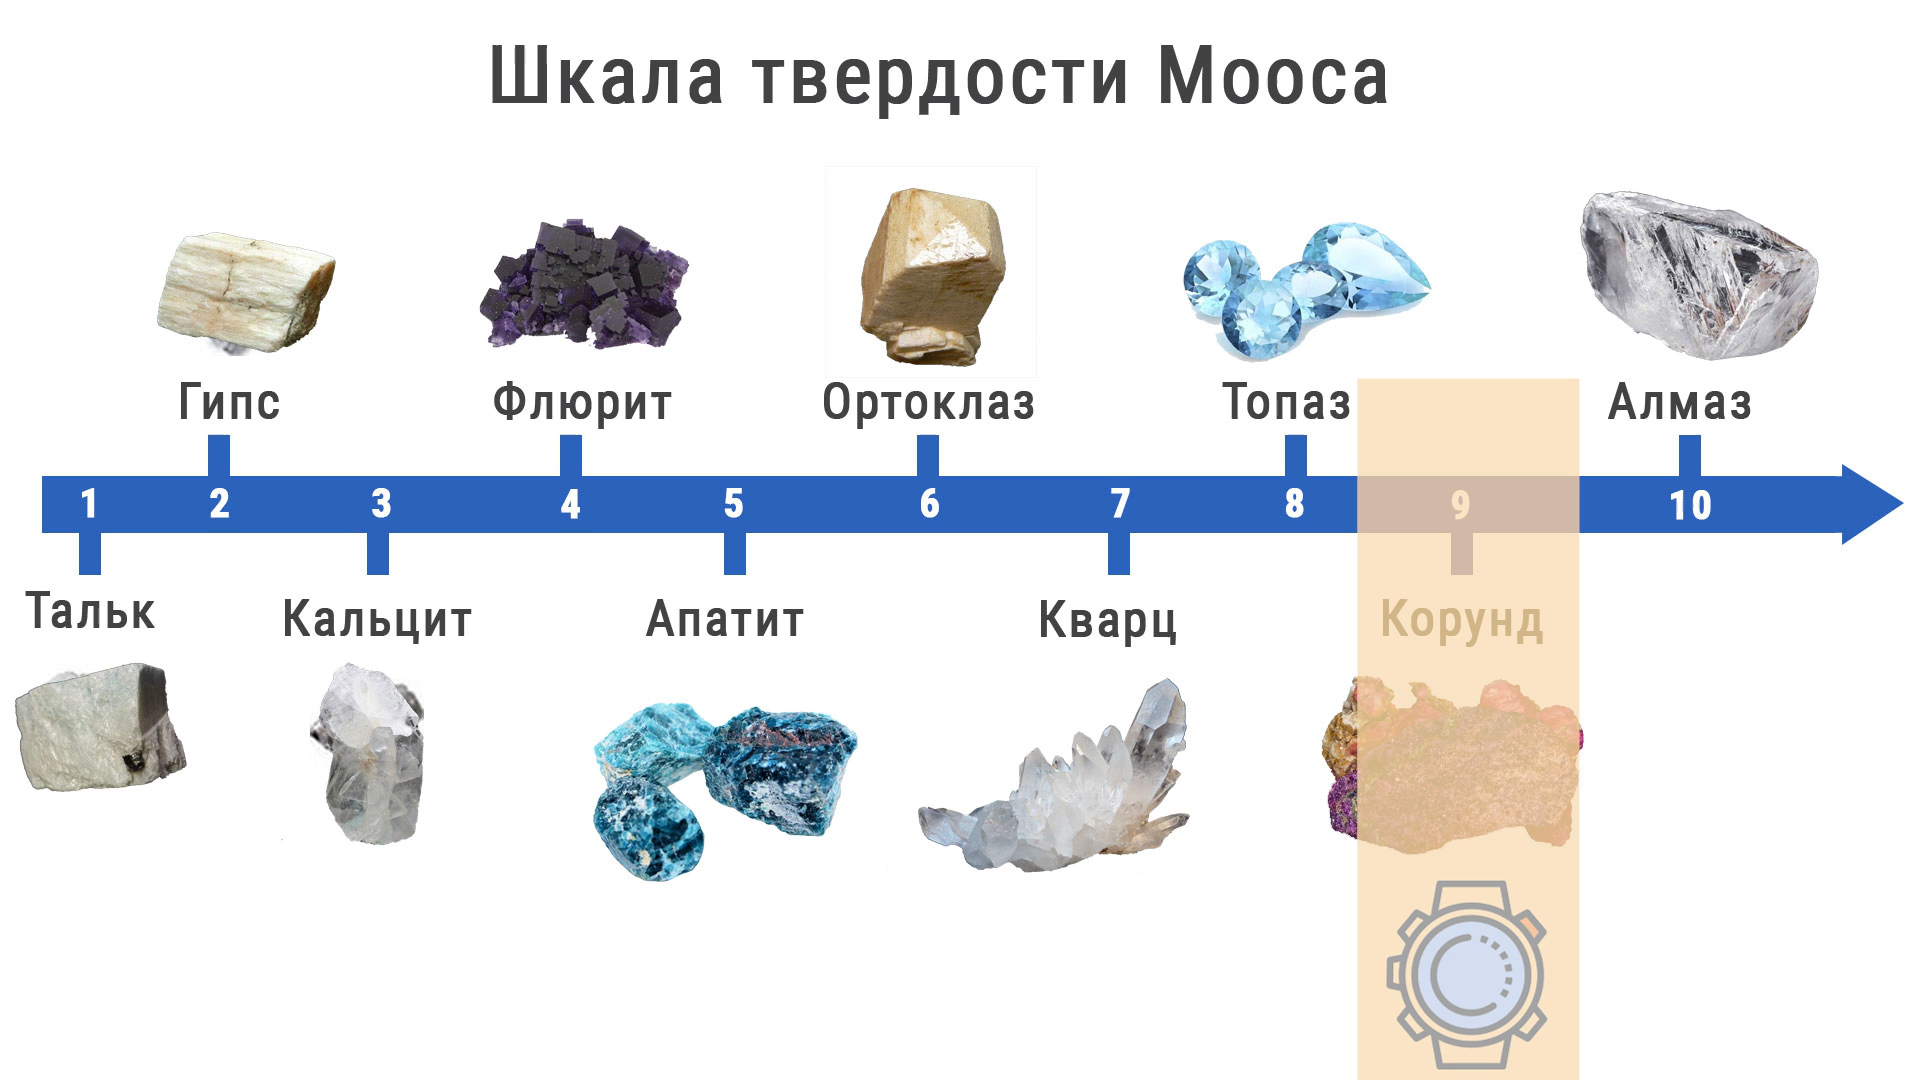 Шкала твердости Мооса
Гипс
Флюрит
Ортоклаз
Топаз
Алмаз
1 2 3 4 5 6 7 8 9 10
Тальк
Кальцит
Апатит
Кварц
Корунд